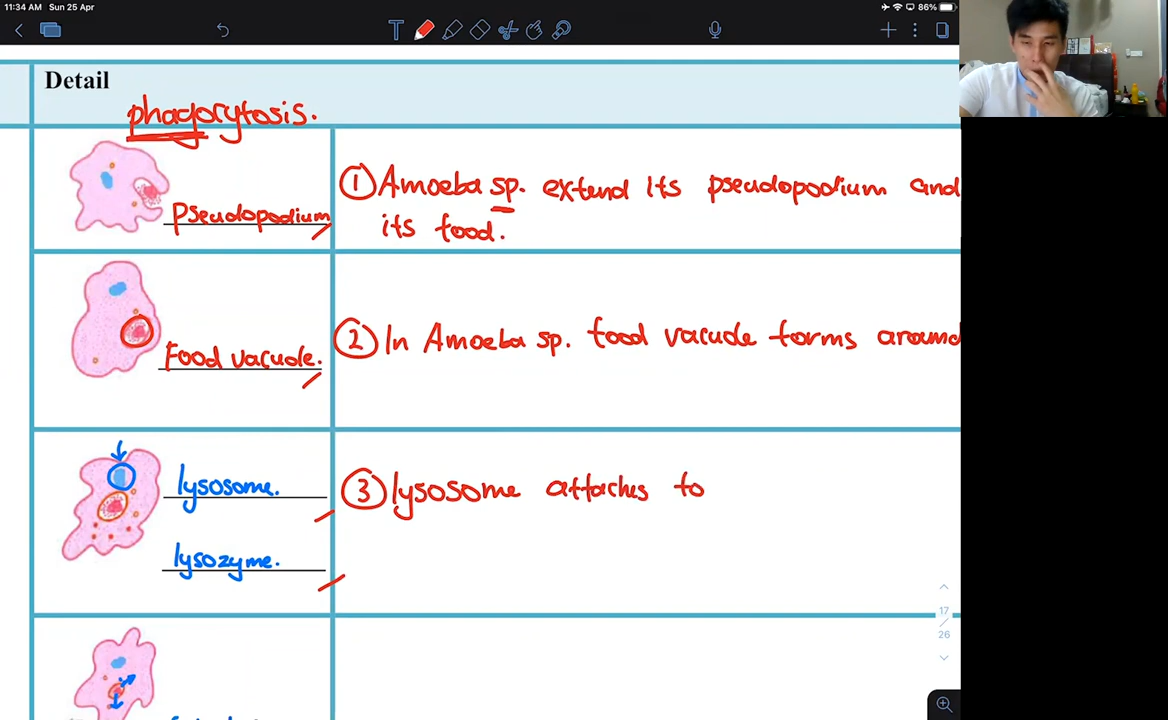 11:34 AM Sun 25 Apr
86%
Detail
phagocytosis.
pseudopodium
① Amoeba sp. extend its pseudopodium and
its food.
Food vacuole.
② In Amoeba sp. food vacuole forms around
lysosome.
lysozyme.
③ lysosome attaches to
17
26